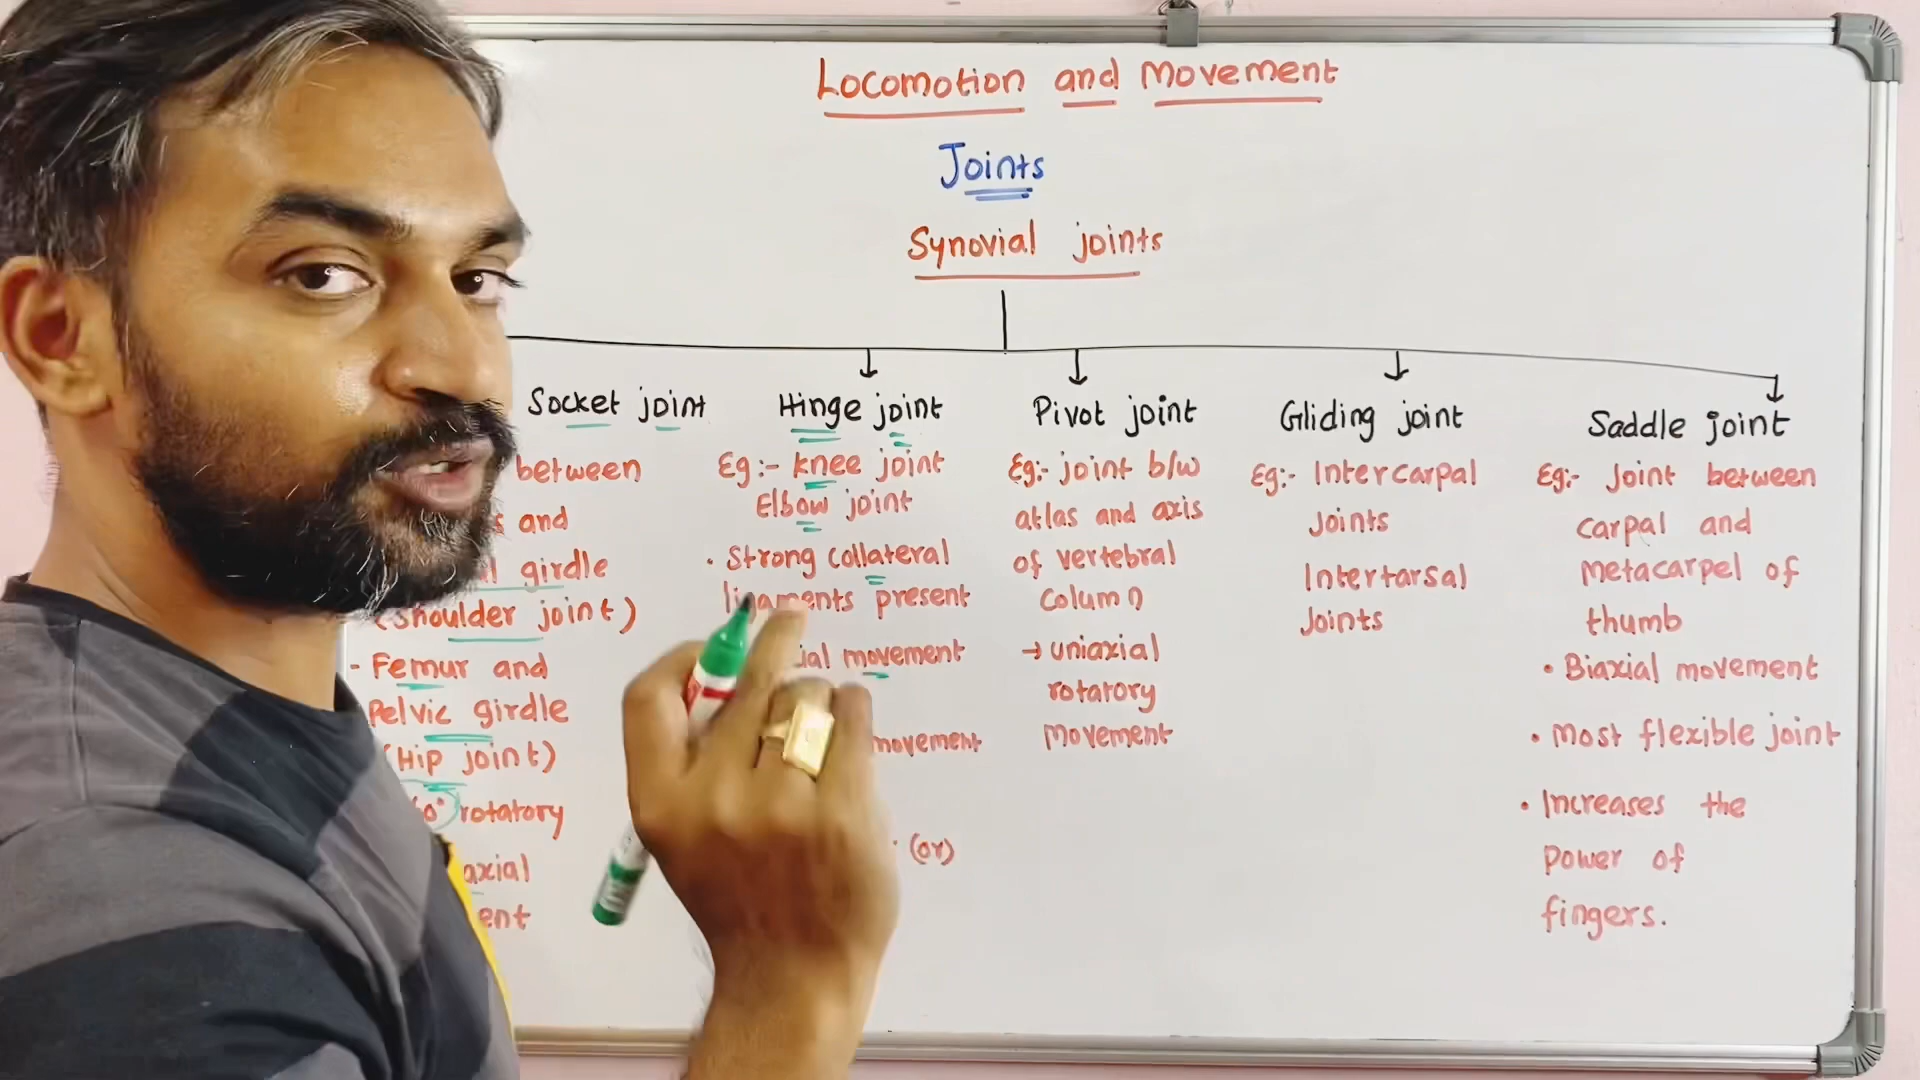 Locomotion and Movement
Joints
Synovial joints
Socket joint
between
and
girdle
(shoulder joint)
- Femur and
Pelvic girdle
(Hip joint)
rotatory
Hinge joint
Eg:- knee joint
Elbow joint
• Strong collateral
ligaments present
movement
movement
(or)
Pivot joint
Eg:- joint b/w
atlas and axis
of vertebral
column
→ uniaxial
rotatory
movement
Gliding joint
Eg:- Intercarpal
Joints
Intertarsal
Joints
Saddle joint
Eg:- Joint between
carpal and
metacarpel of
thumb
• Biaxial movement
• Most flexible joint
• Increases the
Power of
fingers.